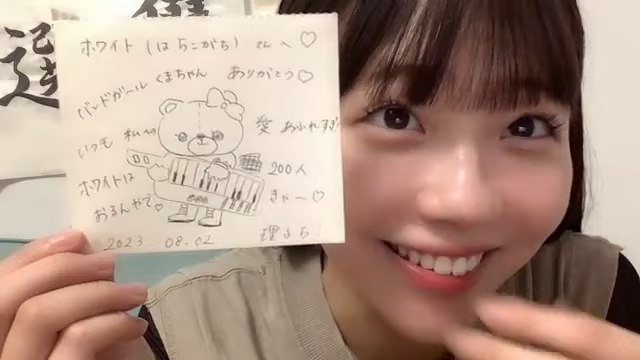 ホワイト(はらこがち)さんへ♡
バンドガール くまちゃん ありがとう♡
いつも 私への 愛 あふれすぎ!
ホワイトは 200人
おるんやで♡ きゃー♡
2023.08.02 理よち
選